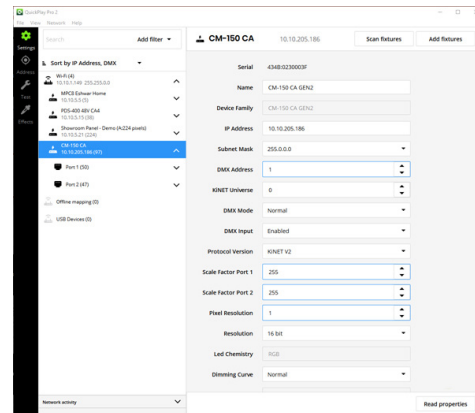 QuickPlay Pro 2
File View Network Help
Settings
Address
Test
Effects
Search
Add filter
Sort by IP Address, DMX
Wi-Fi (4)
10.10.1.149 255.255.0.0
MPCB Eshwar Home
10.10.5.5 (3)
PDS-400 48V CA4
10.10.5.15 (36)
Showroom Panel - Demo (A:224 pixels)
10.10.5.21 (224)
CM-150 CA
10.10.205.186 (97)
Port 1 (50)
Port 2 (47)
Offline mapping (0)
USB Devices (0)
Network activity
CM-150 CA
10.10.205.186
Scan fixtures
Add fixtures
Serial 434B:0230003F
Name CM-150 CA GEN2
Device Family CM-150 CA GEN2
IP Address 10.10.205.186
Subnet Mask 255.0.0.0
DMX Address 1
KiNET Universe 0
DMX Mode Normal
DMX Input Enabled
Protocol Version KiNET V2
Scale Factor Port 1 255
Scale Factor Port 2 255
Pixel Resolution 1
Resolution 16 bit
Led Chemistry RGB
Dimming Curve Normal
Read properties